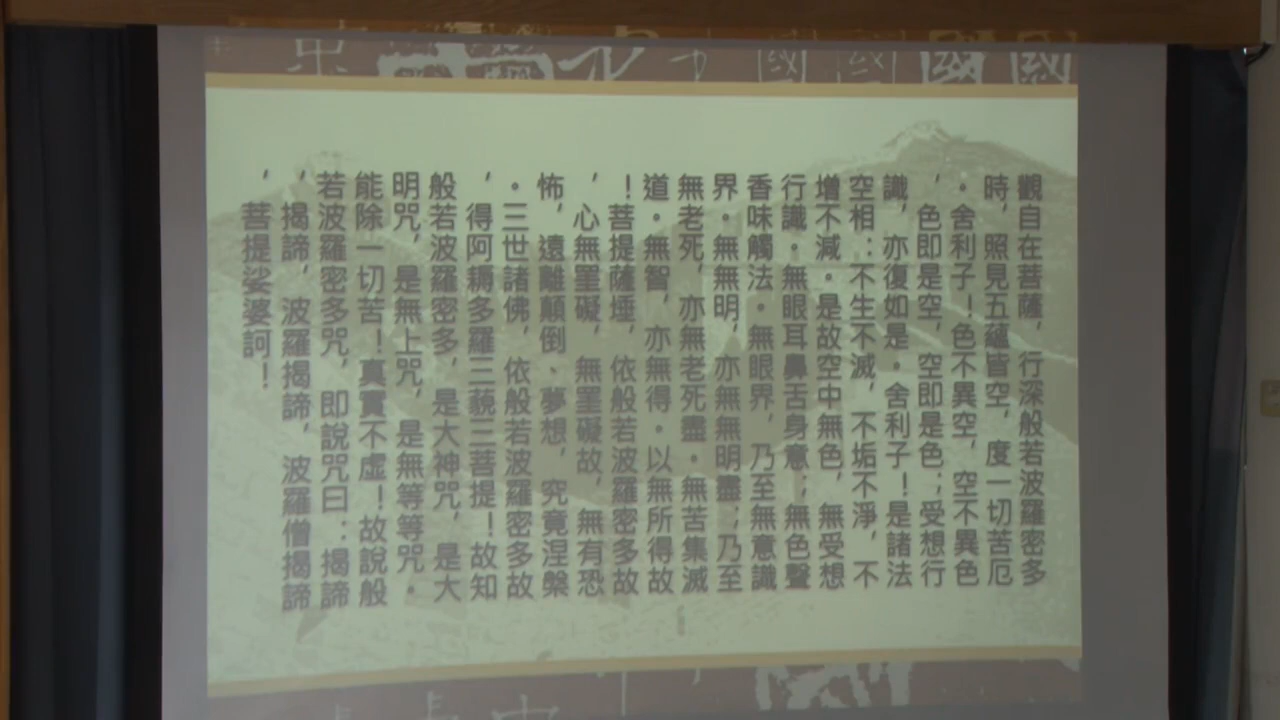 觀自在菩薩，行深般若波羅密多
時，照見五蘊皆空，度一切苦厄
。舍利子！色不異空，空不異色
，色即是空，空即是色；受想行
識，亦復如是。舍利子！是諸法
空相：不生不滅，不垢不淨，不
增不減。是故空中無色，無受想
行識。無眼耳鼻舌身意；無色聲
香味觸法。無眼界，乃至無意識
界。無無明，亦無無明盡；乃至
無老死，亦無老死盡。無苦集滅
道。無智，亦無得。以無所得故
！菩提薩埵，依般若波羅密多故
，心無罣礙，無罣礙故，無有恐
怖，遠離顛倒、夢想，究竟涅槃
。三世諸佛，依般若波羅密多故
，得阿耨多羅三藐三菩提！故知
般若波羅密多，是大神咒，是大
明咒，是無上咒，是無等等咒。
能除一切苦！真實不虛！故說般
若波羅密多咒，即說咒曰：揭諦
，揭諦，波羅揭諦，波羅僧揭諦
，菩提娑婆訶！